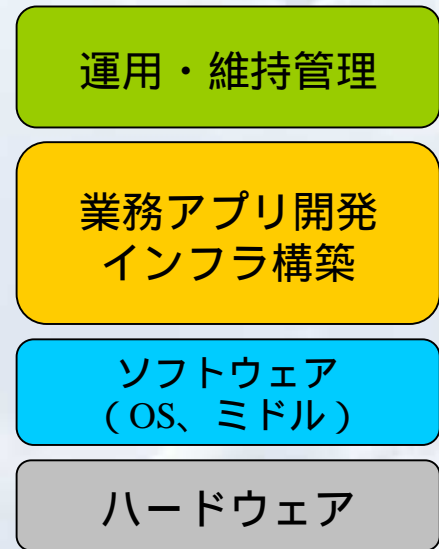 運用・維持管理
業務アプリ開発
インフラ構築
ソフトウェア
（OS、ミドル）
ハードウェア